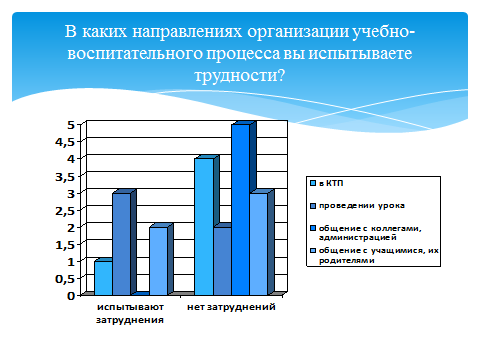 В каких направлениях организации учебно-
воспитательного процесса вы испытываете
трудности?
5
4,5
4
3,5
3
2,5
2
1,5
1
0,5
0
испытывают
затруднения
нет затруднений
в КТП
проведении урока
общение с коллегами,
администрацией
общение с учащимися, их
родителями